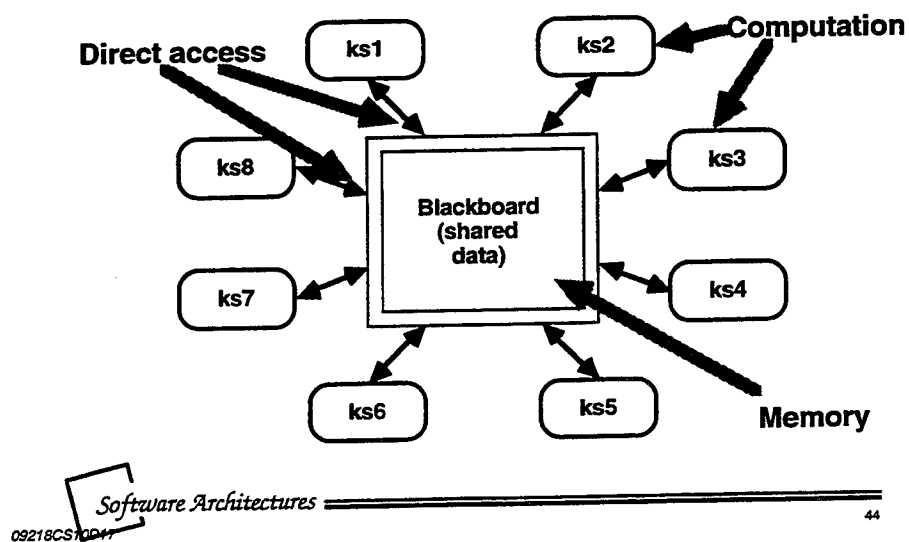 Direct access
ks1
ks2
Computation
ks8
ks3
Blackboard
(shared
data)
ks7
ks4
ks6
ks5
Memory
Software Architectures
44